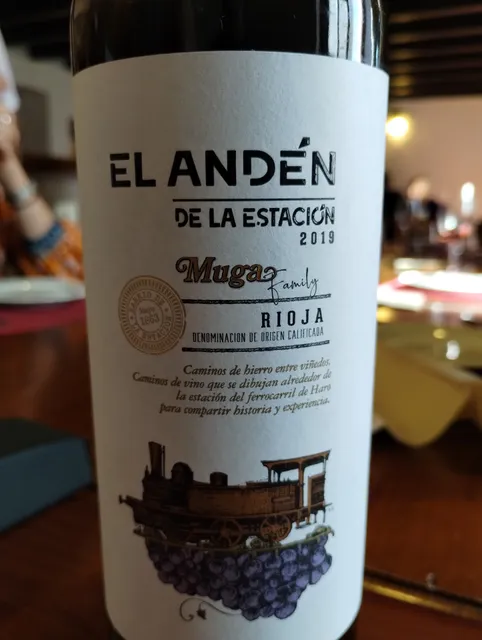 EL ANDÉN
DE LA ESTACIÓN
2019
Muga
Family
RIOJA
DENOMINACION DE ORIGEN CALIFICADA
Caminos de hierro entre viñedos.
Caminos de vino que se dibujan alrededor de
la estación del ferrocarril de Haro
para compartir historia y experiencia.